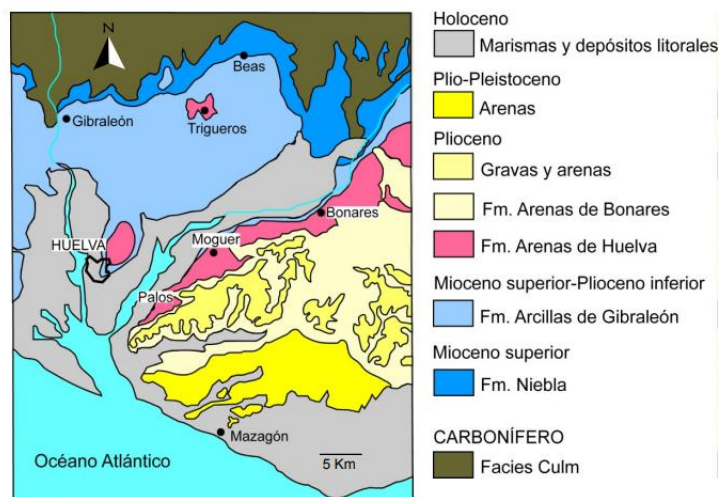 N
Beas
Gibraleón
Trigueros
Bonares
HUELVA
Moguer
Palos
Mazagón
5 Km
Océano Atlántico
Holoceno
Marismas y depósitos litorales
Plio-Pleistoceno
Arenas
Plioceno
Gravas y arenas
Fm. Arenas de Bonares
Fm. Arenas de Huelva
Mioceno superior-Plioceno inferior
Fm. Arcillas de Gibraleón
Mioceno superior
Fm. Niebla
CARBONÍFERO
Facies Culm